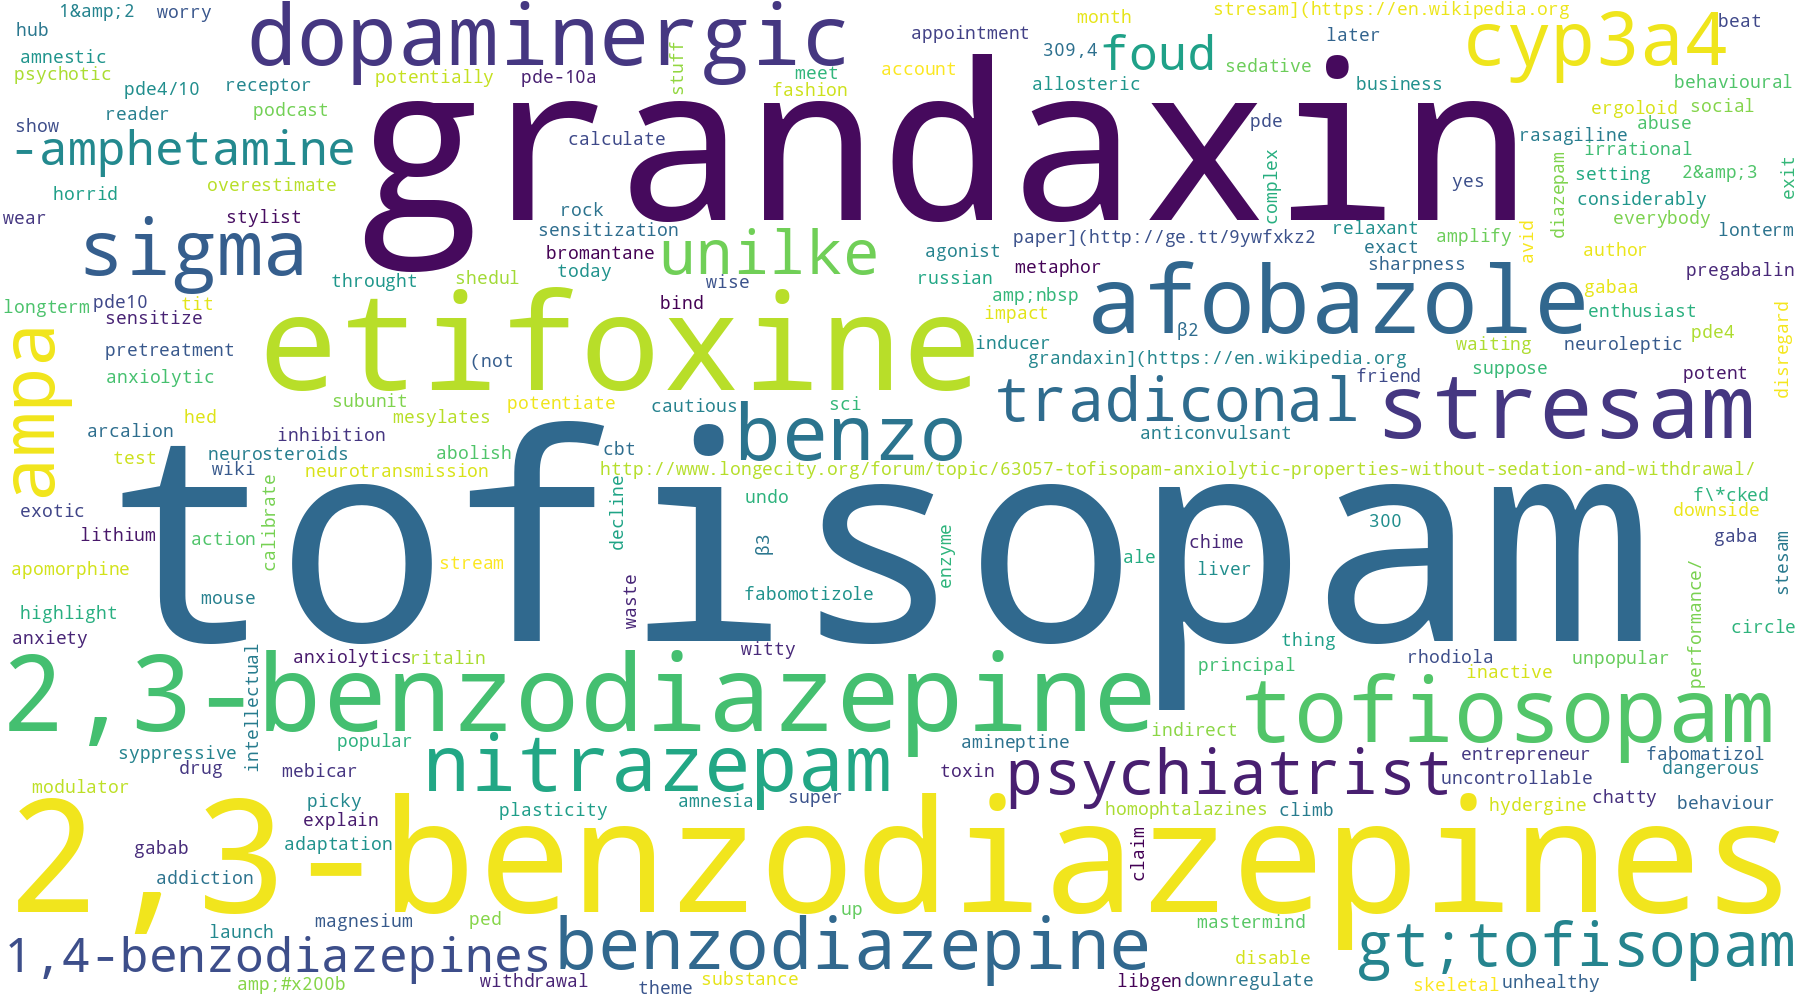 1&amp;2
worry
dopaminergic
stresam](https://en.wikipedia.org
month
cyp3a4
beat
hub
appointment
later
amnestic
stuff
309,4
foud
psychotic
potentially
pde-10a
meet
account
sedative
pde4/10
receptor
fashion
allosteric
business
behavioural
reader
podcast
grandaxin
ergoloid
social
show
calculate
pde
abuse
-amphetamine
rasagiline
irrational
horrid
overestimate
complex
yes
diazepam
setting
2&amp;3
exit
considerably
wear
stylist
rock
everybody
sigma
sensitization
unilke
paper](http://ge.tt/9ywfxkz2
relaxant
amplify
avid
lonterm
bromantane
agonist
exact
author
throught
shedul
today
wise
russian
metaphor
sharpness
pregabalin
longterm
pde10
tit
bind
amp;nbsp
afobazole
gabaa
sensitize
etifoxine
impact
β2
enthusiast
ampa
pretreatment
(not
inducer
grandaxin](https://en.wikipedia.org
waiting
neuroleptic
pde4
disregard
anxiolytic
tradiconal
friend
suppose
potent
subunit
potentiate
cautious
sci
stresam
hed
mesylates
benzo
arcalion
inhibition
anticonvulsant
test
neurosteroids
abolish
cbt
wiki
neurotransmission
http://www.longecity.org/forum/topic/63057-tofisopam-anxiolytic-properties-without-sedation-and-withdrawal/
exotic
calibrate
decline
undo
f\*cked
downside
lithium
action
tofisopam
300
gaba
β3
enzyme
chime
stesam
apomorphine
stream
ale
liver
mouse
waste
fabomotizole
highlight
performance/
circle
anxiety
intellectual
anxiolytics
ritalin
witty
thing
principal
rhodiola
unpopular
2,3-benzodiazepine
inactive
tofiosopam
syppressive
popular
indirect
drug
mebicar
nitrazepam
amineptine
entrepreneur
fabomatizol
toxin
psychiatrist
dangerous
modulator
uncontrollable
picky
plasticity
amnesia
super
homophtalazines
climb
hydergine
chatty
behaviour
explain
2,3-benzodiazepines
gabab
adaptation
claim
addiction
magnesium
ped
up
mastermind
launch
1,4-benzodiazepines
benzodiazepine
disable
gt;tofisopam
amp;#x200b
withdrawal
theme
substance
libgen
downregulate
skeletal
unhealthy